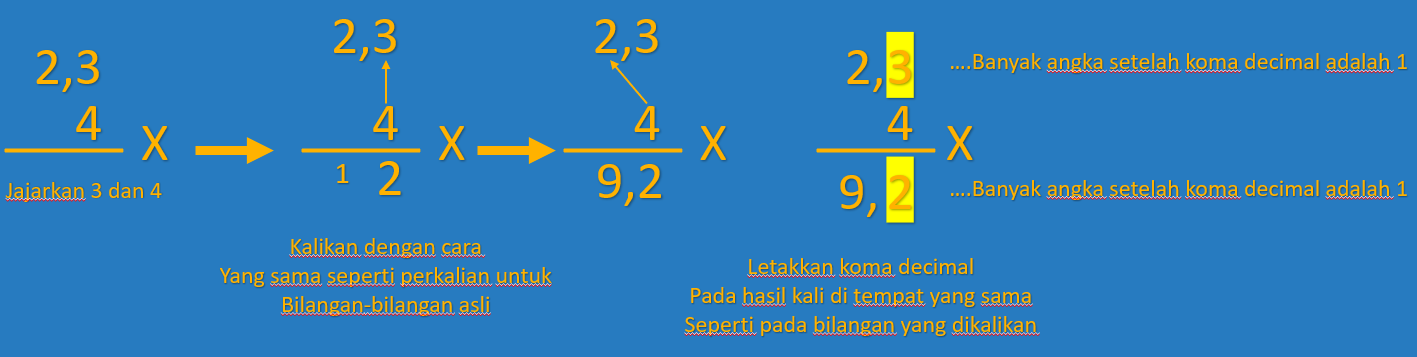 2,3
4 X
Jajarkan 3 dan 4
2,3
4 X
1 2
Kalikan dengan cara
Yang sama seperti perkalian untuk
Bilangan-bilangan asli
2,3
4 X
9,2
2,3 ....Banyak angka setelah koma decimal adalah 1
4 X
9, 2 ....Banyak angka setelah koma decimal adalah 1
Letakkan koma decimal
Pada hasil kali di tempat yang sama
Seperti pada bilangan yang dikalikan